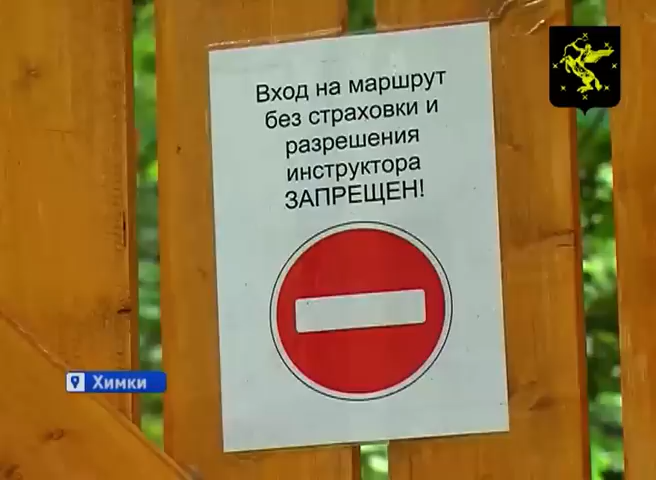 Вход на маршрут
без страховки и
разрешения
инструктора
ЗАПРЕЩЕН!
Химки